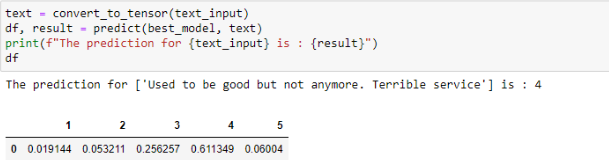 text = convert_to_tensor(text_input)
df, result = predict(best_model, text)
print(f"The prediction for {text_input} is : {result}")
df
The prediction for ['Used to be good but not anymore. Terrible service'] is : 4
1 2 3 4 5
0 0.019144 0.053211 0.256257 0.611349 0.06004